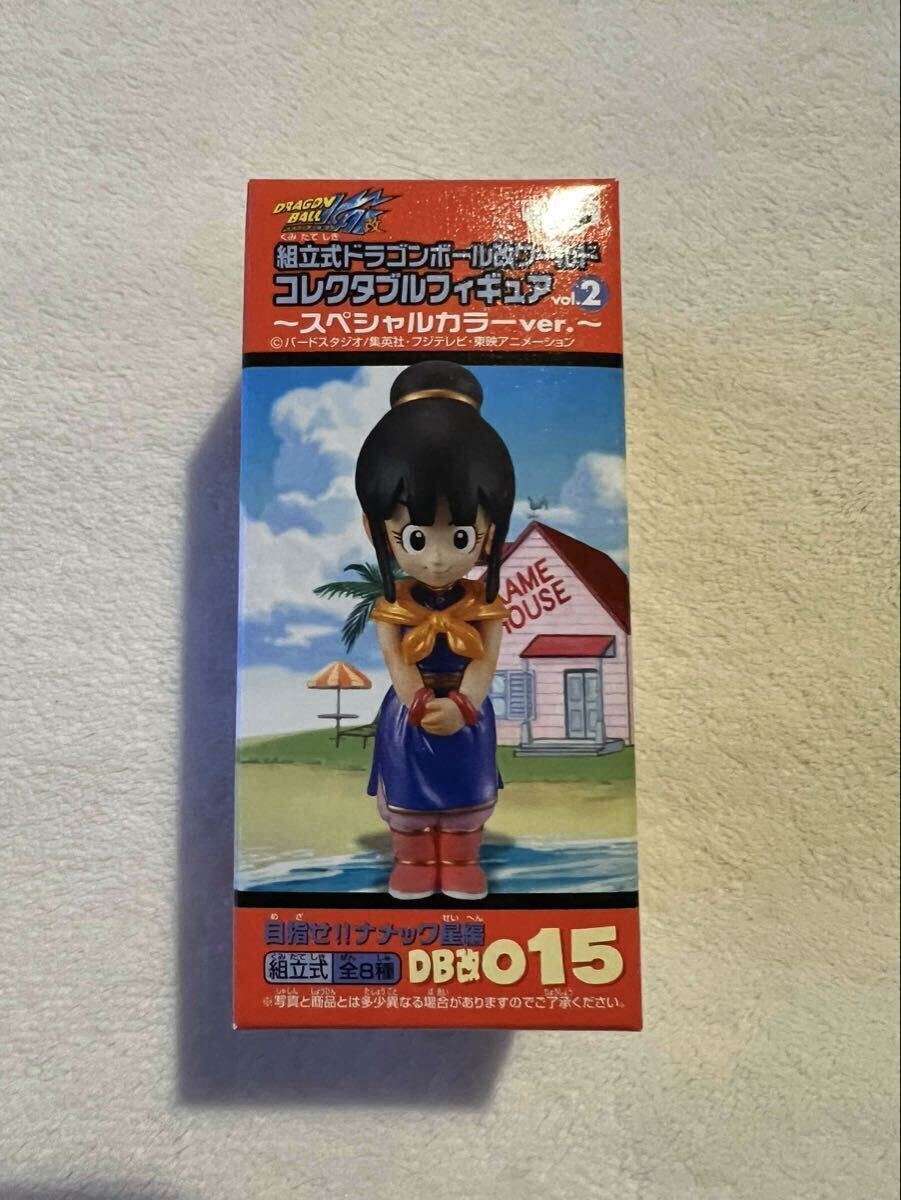 DRAGON
BALL 改
くみ たて しき
組立式ドラゴンボール改ワールド
コレクタブルフィギュア vol.2
～スペシャルカラーver.～
©バードスタジオ/集英社・フジテレビ・東映アニメーション
KAME
HOUSE
め ざ せい へん
目指せ!!ナメック星編
くみ たて しき ぜん しゅ
組立式 全8種 DB改015
しゃしん しょうひん たしょうこと ばあい りょうしょう
※写真と商品とは多少異なる場合がありますのでご了承ください。